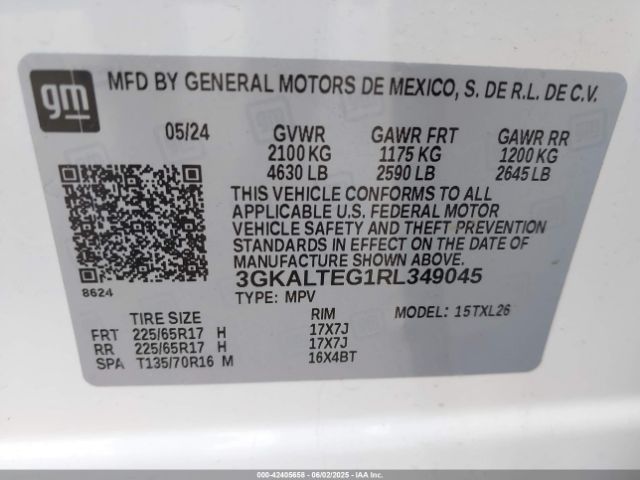 gm
MFD BY GENERAL MOTORS DE MEXICO, S. DE R.L. DE C.V.
05/24 GVWR GAWR FRT GAWR RR
2100 KG 1175 KG 1200 KG
4630 LB 2590 LB 2645 LB
THIS VEHICLE CONFORMS TO ALL
APPLICABLE U.S. FEDERAL MOTOR
VEHICLE SAFETY AND THEFT PREVENTION
STANDARDS IN EFFECT ON THE DATE OF
MANUFACTURE SHOWN ABOVE.
8624
3GKALTEG1RL349045
TYPE: MPV MODEL: 15TXL26
TIRE SIZE RIM
FRT 225/65R17 H 17X7J
RR 225/65R17 H 17X7J
SPA T135/70R16 M 16X4BT
000-42405658 - 06/02/2025 - IAAI.COM